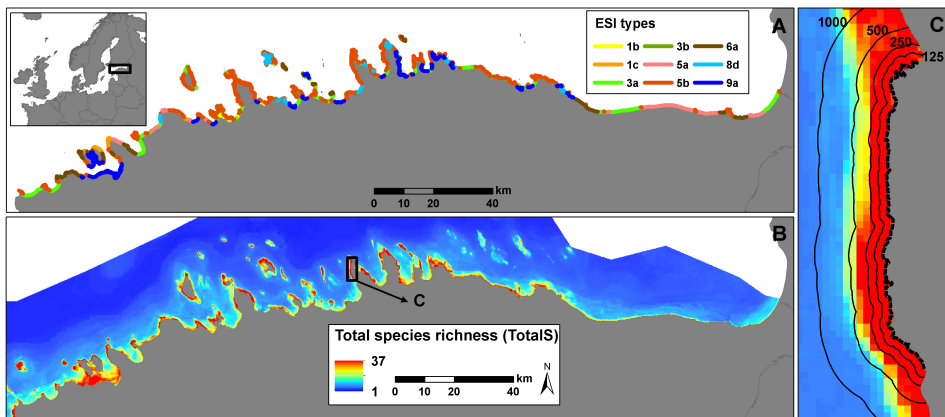 A
ESI types
1b 3b 6a
1c 5a 8d
3a 5b 9a
km
0 10 20 40
B
C
Total species richness (TotalS)
37
1
km
0 10 20 40
N
C
1000
500
250
125